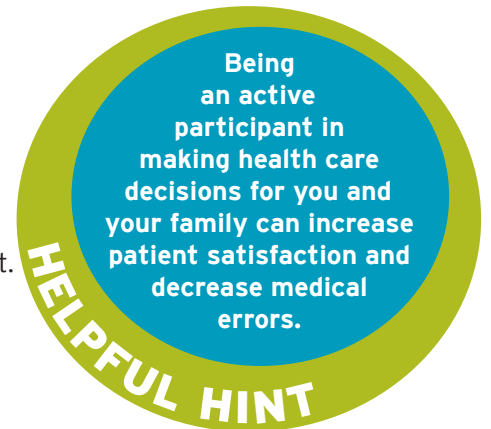 Being
an active
participant in
making health care
decisions for you and
your family can increase
patient satisfaction and
decrease medical
errors.
t.
HELPFUL HINT